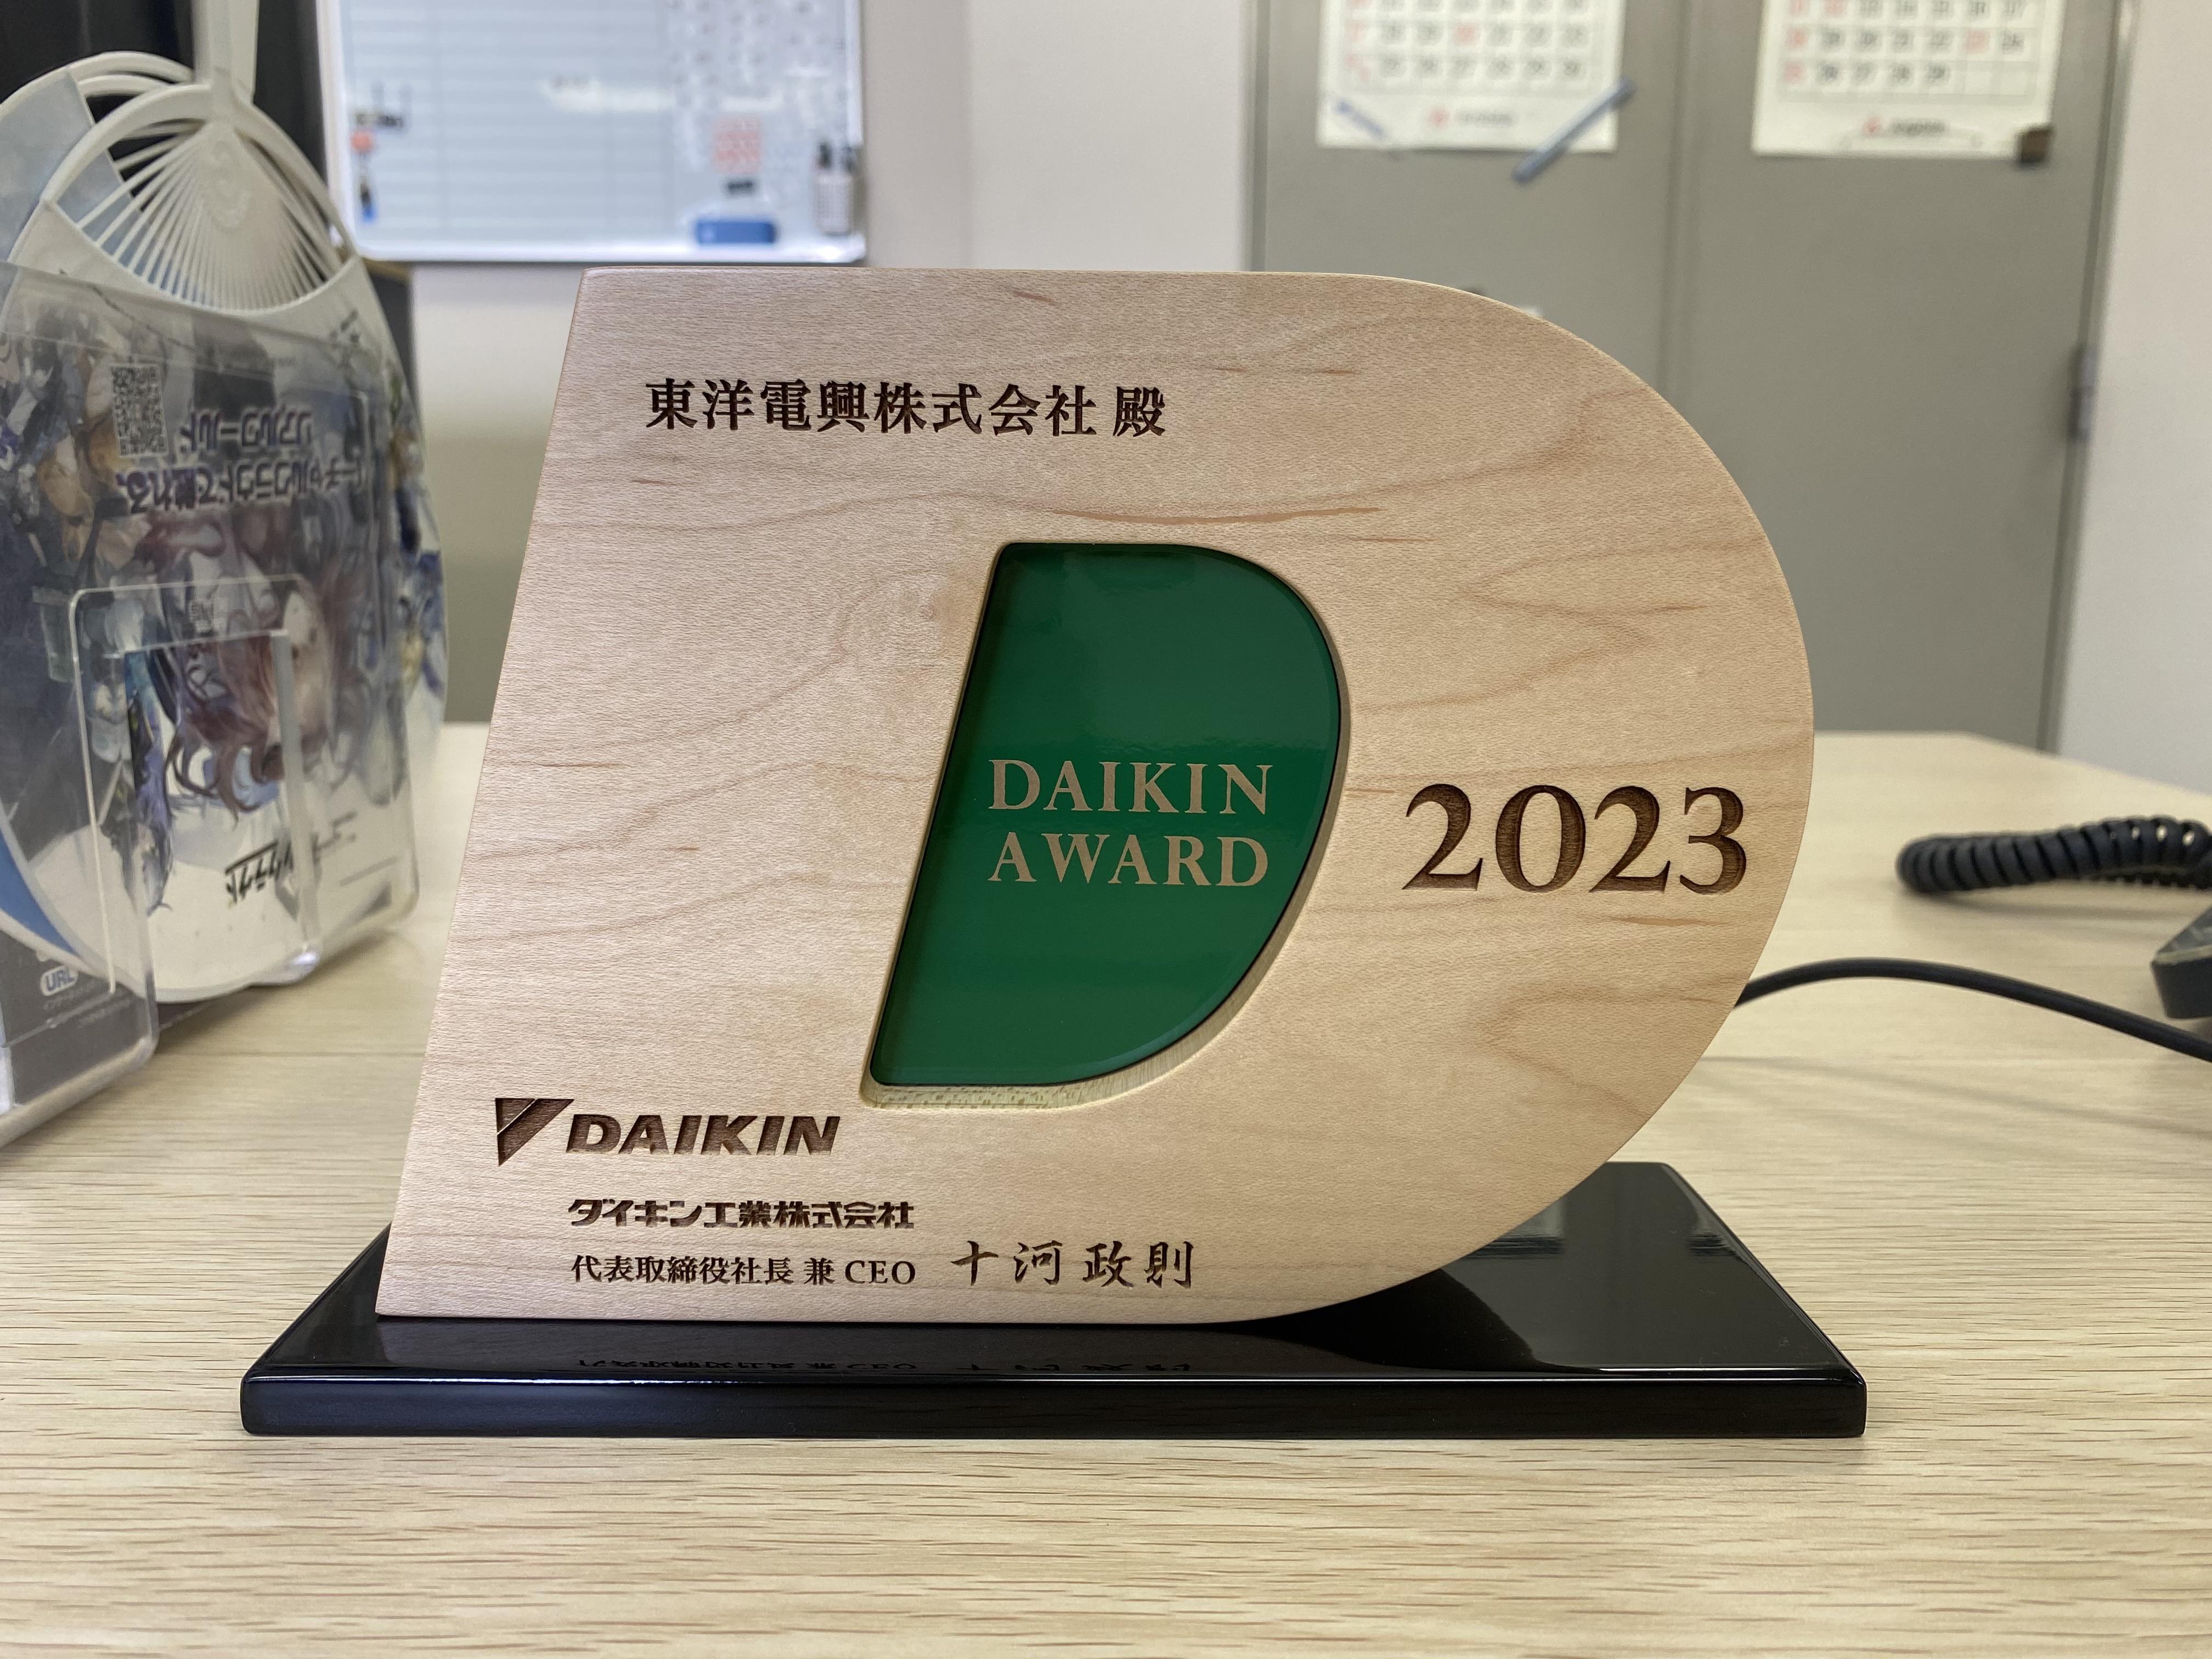 東洋電興株式会社 殿
DAIKIN
AWARD
2023
DAIKIN
ダイキン工業株式会社
代表取締役社長 兼 CEO 十河政則
URL